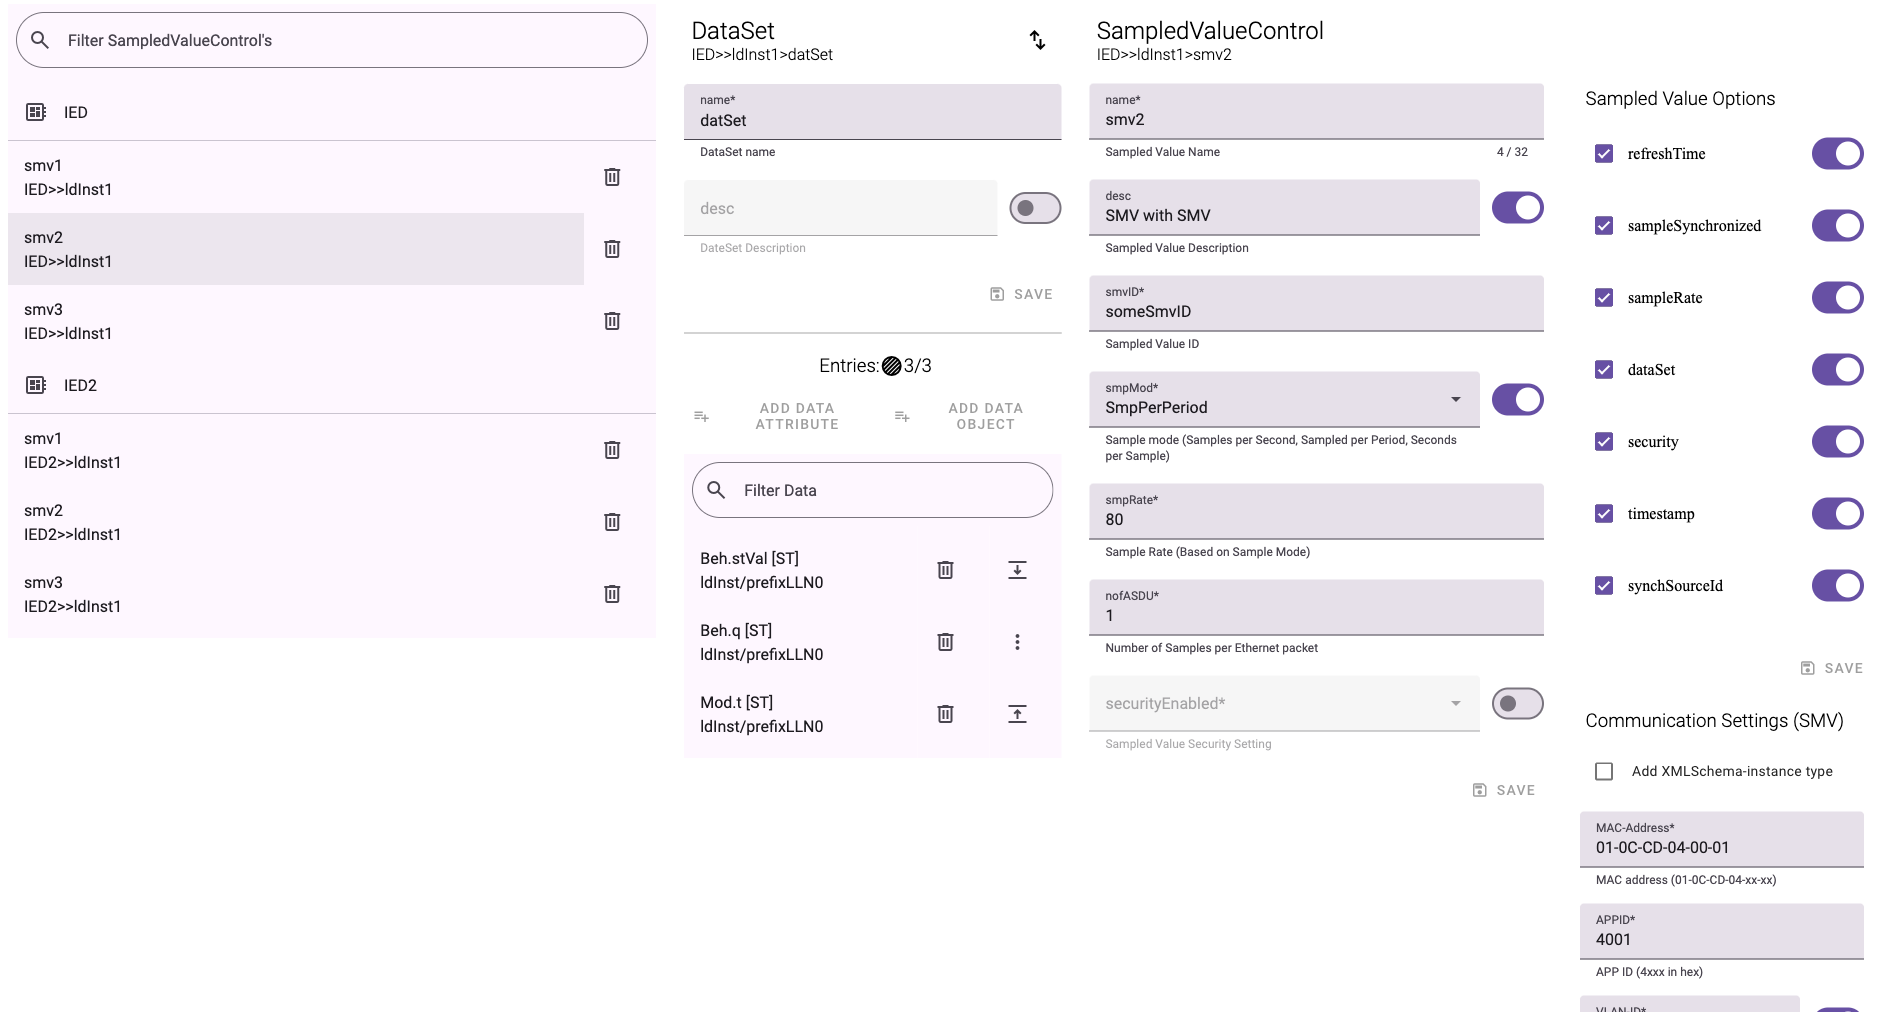 Filter SampledValueControl's
IED
smv1
IED>>ldInst1
smv2
IED>>ldInst1
smv3
IED>>ldInst1
IED2
smv1
IED2>>ldInst1
smv2
IED2>>ldInst1
smv3
IED2>>ldInst1
DataSet
IED>>ldInst1>datSet
name*
datSet
DataSet name
desc
DateSet Description
SAVE
Entries: 3/3
ADD DATA
ATTRIBUTE
ADD DATA
OBJECT
Filter Data
Beh.stVal [ST]
ldInst/prefixLLN0
Beh.q [ST]
ldInst/prefixLLN0
Mod.t [ST]
ldInst/prefixLLN0
SampledValueControl
IED>>ldInst1>smv2
name*
smv2
Sampled Value Name
4 / 32
desc
SMV with SMV
Sampled Value Description
smvID*
someSmvID
Sampled Value ID
smpMod*
SmpPerPeriod
Sample mode (Samples per Second, Sampled per Period, Seconds
per Sample)
smpRate*
80
Sample Rate (Based on Sample Mode)
nofASDU*
1
Number of Samples per Ethernet packet
securityEnabled*
Sampled Value Security Setting
SAVE
Sampled Value Options
refreshTime
sampleSynchronized
sampleRate
dataSet
security
timestamp
synchSourceId
SAVE
Communication Settings (SMV)
Add XMLSchema-instance type
MAC-Address*
01-0C-CD-04-00-01
MAC address (01-0C-CD-04-xx-xx)
APPID*
4001
APP ID (4xxx in hex)
VLAN-ID*